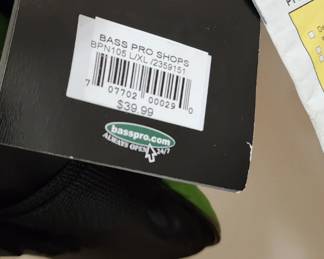 BASS PRO SHOPS
BPN105 L/XL /2359151
7 07702 00029 0
$39.99
basspro.com
ALWAYS OPEN 24/7